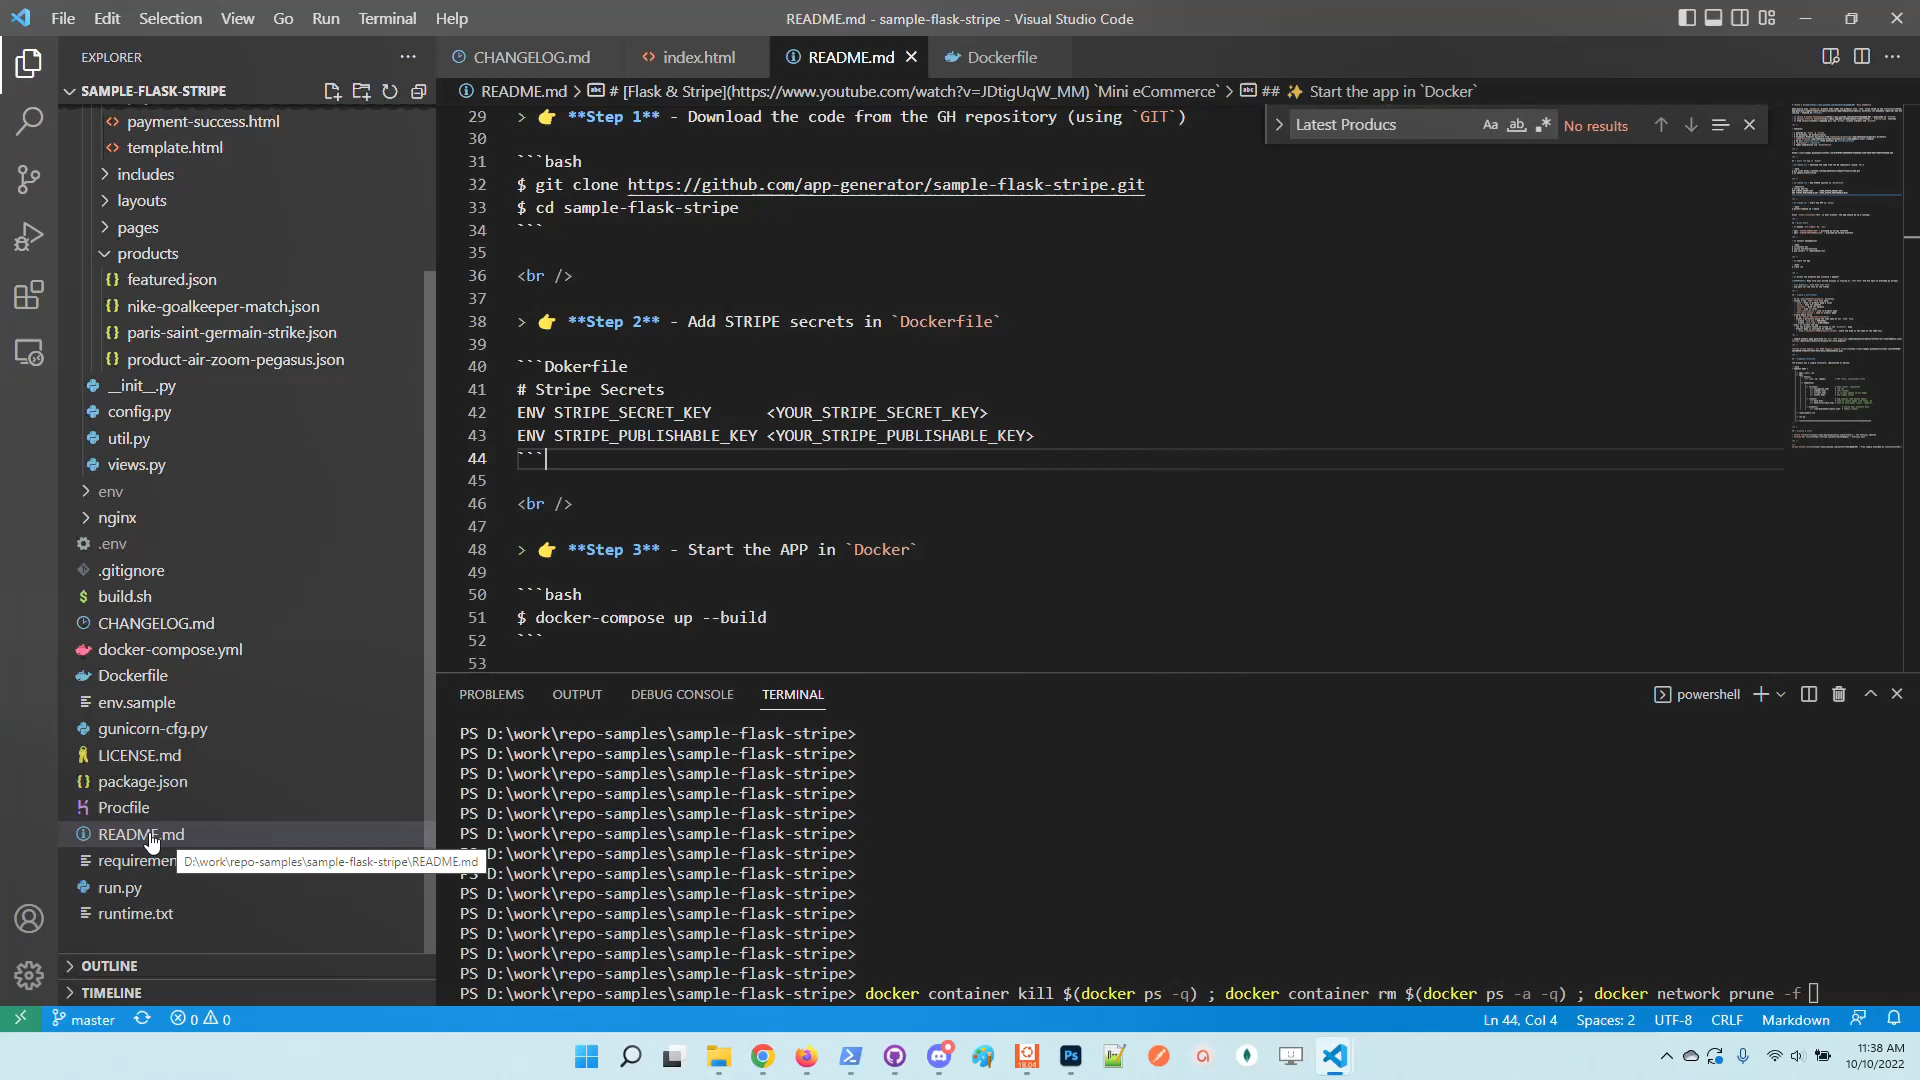 File Edit Selection View Go Run Terminal Help
README.md - sample-flask-stripe - Visual Studio Code
EXPLORER
SAMPLE-FLASK-STRIPE
payment-success.html
template.html
includes
layouts
pages
products
featured.json
nike-goalkeeper-match.json
paris-saint-germain-strike.json
product-air-zoom-pegasus.json
__init__.py
config.py
util.py
views.py
env
nginx
.env
.gitignore
build.sh
CHANGELOG.md
docker-compose.yml
Dockerfile
env.sample
gunicorn-cfg.py
LICENSE.md
package.json
Procfile
README.md
requiremen
D:\work\repo-samples\sample-flask-stripe\README.md
run.py
runtime.txt
OUTLINE
TIMELINE
CHANGELOG.md index.html README.md Dockerfile
README.md > # [Flask & Stripe](https://www.youtube.com/watch?v=JDtigUqW_MM) `Mini eCommerce` > ## ✨ Start the app in `Docker`
Latest Producs Aa ab .* No results
29 > 👉 **Step 1** - Download the code from the GH repository (using `GIT`)
30
31 ```bash
32 $ git clone https://github.com/app-generator/sample-flask-stripe.git
33 $ cd sample-flask-stripe
34 ```
35
36 <br />
37
38 > 👉 **Step 2** - Add STRIPE secrets in `Dockerfile`
39
40 ```Dokerfile
41 # Stripe Secrets
42 ENV STRIPE_SECRET_KEY      <YOUR_STRIPE_SECRET_KEY>
43 ENV STRIPE_PUBLISHABLE_KEY <YOUR_STRIPE_PUBLISHABLE_KEY>
44 ```
45
46 <br />
47
48 > 👉 **Step 3** - Start the APP in `Docker`
49
50 ```bash
51 $ docker-compose up --build
52 ```
53
PROBLEMS OUTPUT DEBUG CONSOLE TERMINAL
powershell
PS D:\work\repo-samples\sample-flask-stripe>
PS D:\work\repo-samples\sample-flask-stripe>
PS D:\work\repo-samples\sample-flask-stripe>
PS D:\work\repo-samples\sample-flask-stripe>
PS D:\work\repo-samples\sample-flask-stripe>
PS D:\work\repo-samples\sample-flask-stripe>
PS D:\work\repo-samples\sample-flask-stripe>
PS D:\work\repo-samples\sample-flask-stripe>
PS D:\work\repo-samples\sample-flask-stripe>
PS D:\work\repo-samples\sample-flask-stripe>
PS D:\work\repo-samples\sample-flask-stripe>
PS D:\work\repo-samples\sample-flask-stripe>
PS D:\work\repo-samples\sample-flask-stripe>
PS D:\work\repo-samples\sample-flask-stripe> docker container kill $(docker ps -q) ; docker container rm $(docker ps -a -q) ; docker network prune -f
master 0 0
Ln 44, Col 4 Spaces: 2 UTF-8 CRLF Markdown
18.04
Ps
11:38 AM
10/10/2022